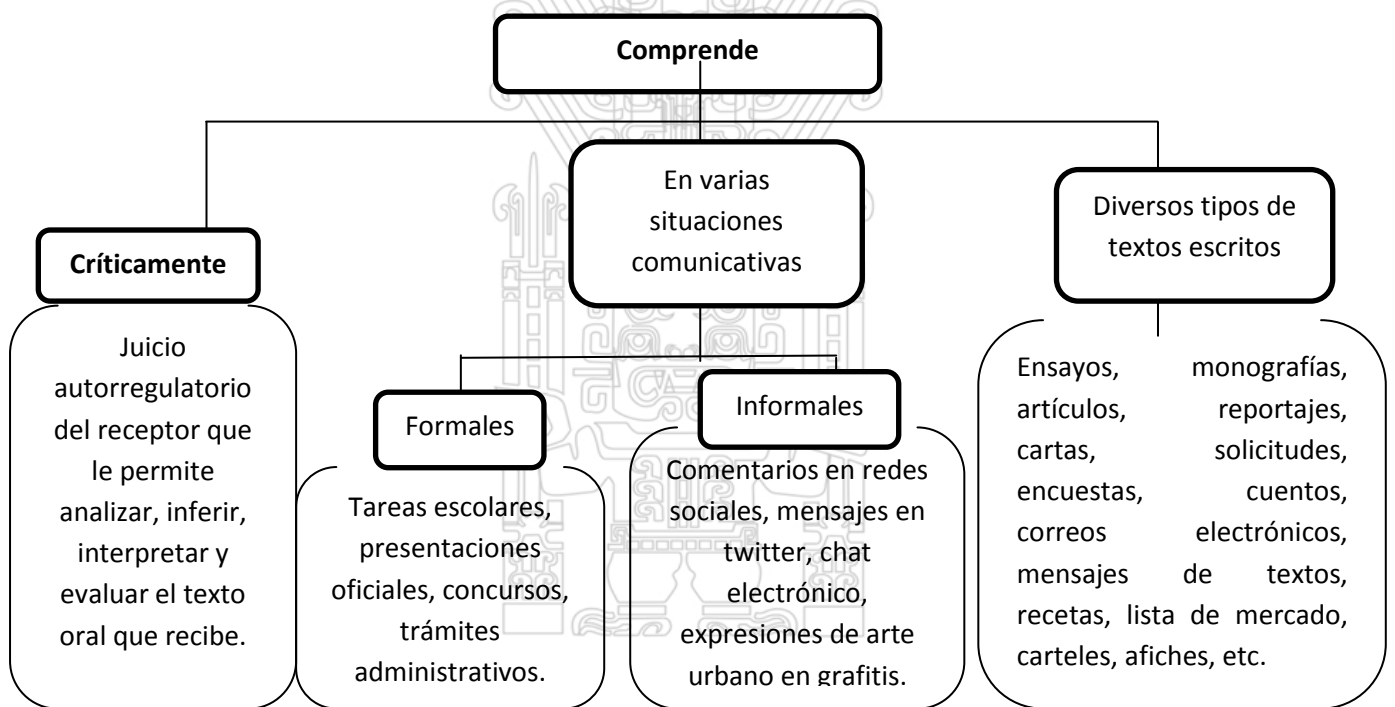 Comprende
Críticamente
Juicio
autorregulatorio
del receptor que
le permite
analizar, inferir,
interpretar y
evaluar el texto
oral que recibe.
En varias
situaciones
comunicativas
Formales
Tareas escolares,
presentaciones
oficiales, concursos,
trámites
administrativos.
Informales
Comentarios en redes
sociales, mensajes en
twitter, chat
electrónico,
expresiones de arte
urbano en grafitis.
Diversos tipos de
textos escritos
Ensayos, monografías,
artículos, reportajes,
cartas, solicitudes,
encuestas, cuentos,
correos electrónicos,
mensajes de textos,
recetas, lista de mercado,
carteles, afiches, etc.